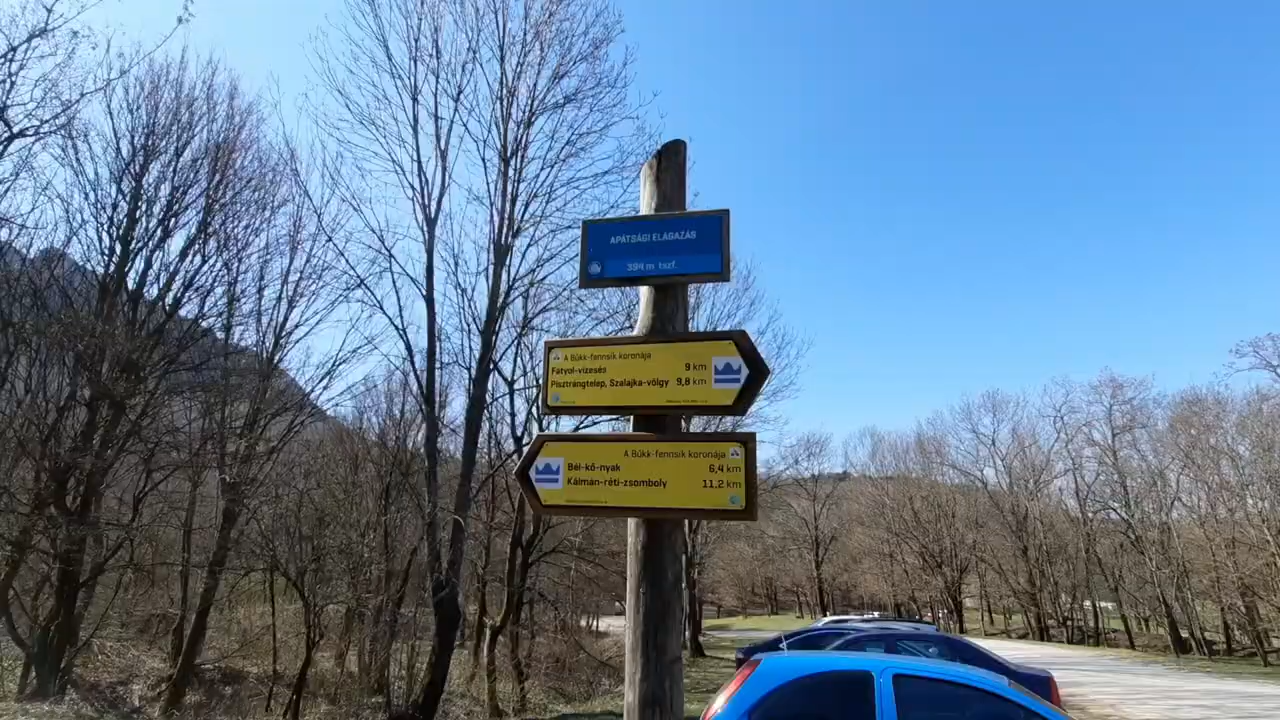 APÁTSÁGI ELÁGAZÁS
394 m tszf.
A Bükk-fennsík koronája
Fátyol-vízesés 9 km
Pisztrángtelep, Szalajka-völgy 9,8 km
A Bükk-fennsík koronája
Bél-kő-nyak 6,4 km
Kálmán-réti-zsomboly 11,2 km